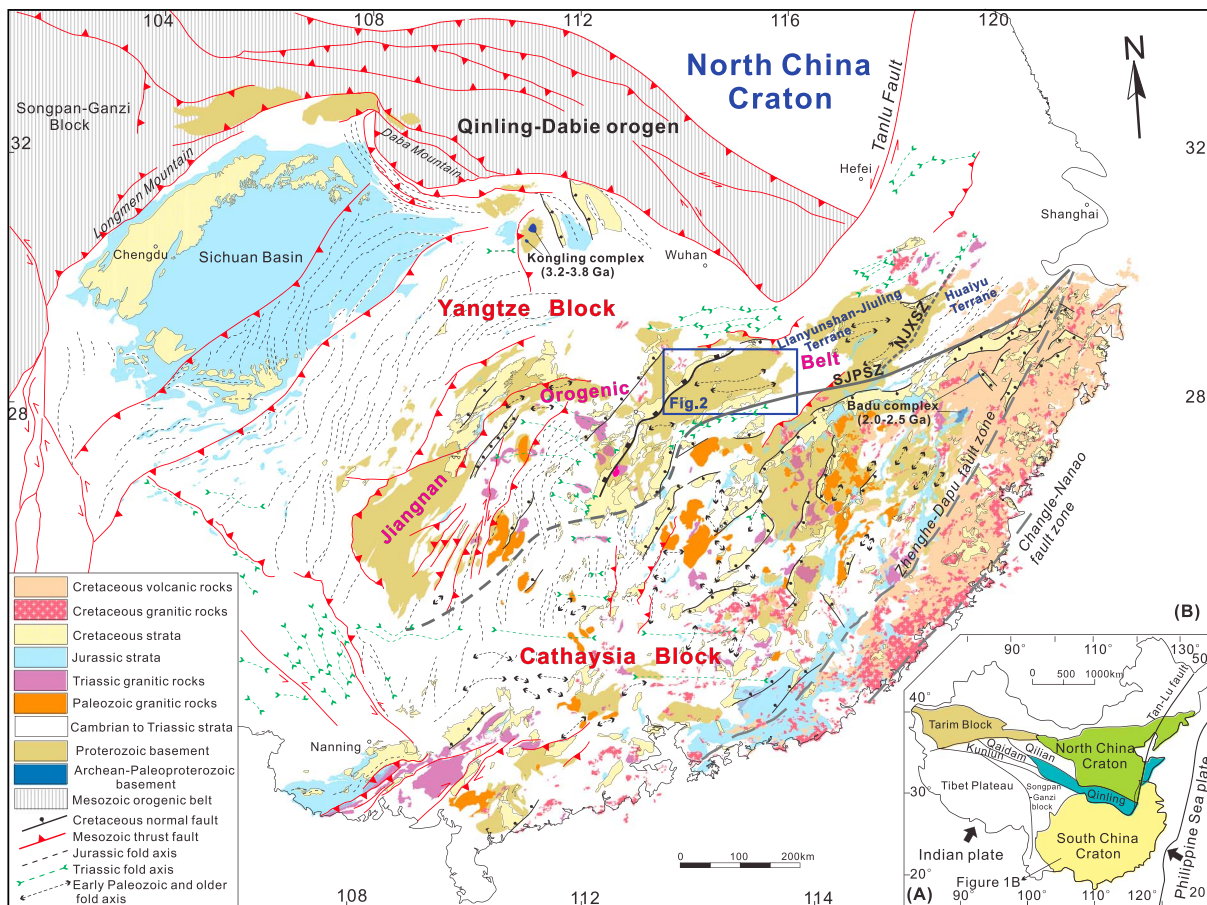 104
108
112
116
120
North China
Craton
N
Songpan-Ganzi
Block
Qinling-Dabie orogen
Tanlu Fault
32
32
Daba Mountain
Hefei
Longmen Mountain
Shanghai
Chengdu
Sichuan Basin
Kongling complex
(3.2-3.8 Ga)
Wuhan
Yangtze Block
Lianyunshan-Jiuling
Terrane
Huaiyu
Terrane
NJXSZ
Belt
SJPSZ
28
28
Orogenic
Fig.2
Badu complex
(2.0-2.5 Ga)
Jiangnan
Zhenghe-Dapu fault zone
Changle-Nanao
fault zone
Cathaysia Block
Nanning
Cretaceous volcanic rocks
Cretaceous granitic rocks
Cretaceous strata
Jurassic strata
Triassic granitic rocks
Paleozoic granitic rocks
Cambrian to Triassic strata
Proterozoic basement
Archean-Paleoproterozoic
basement
Mesozoic orogenic belt
Cretaceous normal fault
Mesozoic thrust fault
Jurassic fold axis
Triassic fold axis
Early Paleozoic and older
fold axis
0 100 200km
108
112
114
(B)
90°
110°
130°
50°
0 500 1000km
40°
Tan-Lu fault
Tarim Block
Qilian
Qaidam
Kunlun
North China
Craton
30°
Tibet Plateau
Songpan
-Ganzi
block
Qinling
South China
Craton
Philippine Sea plate
Indian plate
20°
Figure 1B
(A)
90°
100°
110°
120°
20°